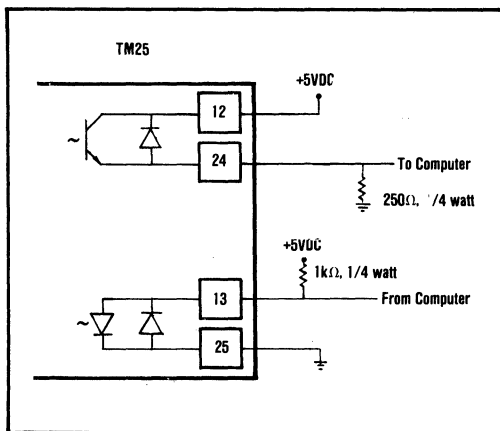 TM25
+5VDC
12
24
To Computer
250Ω, 1/4 watt
+5VDC
1kΩ, 1/4 watt
~
13
From Computer
~
25